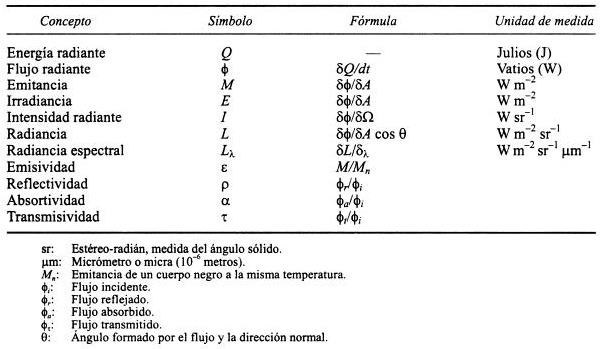 Concepto Símbolo Fórmula Unidad de medida
Energía radiante Q — Julios (J)
Flujo radiante ϕ δQ/dt Vatios (W)
Emitancia M δϕ/δA W m⁻²
Irradiancia E δϕ/δA W m⁻²
Intensidad radiante I δϕ/δΩ W sr⁻¹
Radiancia L δϕ/δA cos θ W m⁻² sr⁻¹
Radiancia espectral Lλ δL/δλ W m⁻² sr⁻¹ μm⁻¹
Emisividad ε M/Mₙ
Reflectividad ρ ϕr/ϕi
Absortividad α ϕa/ϕi
Transmisividad τ ϕt/ϕi
sr: Estéreo-radián, medida del ángulo sólido.
μm: Micrómetro o micra (10⁻⁶ metros).
Mₙ: Emitancia de un cuerpo negro a la misma temperatura.
ϕi: Flujo incidente.
ϕr: Flujo reflejado.
ϕa: Flujo absorbido.
ϕt: Flujo transmitido.
θ: Ángulo formado por el flujo y la dirección normal.